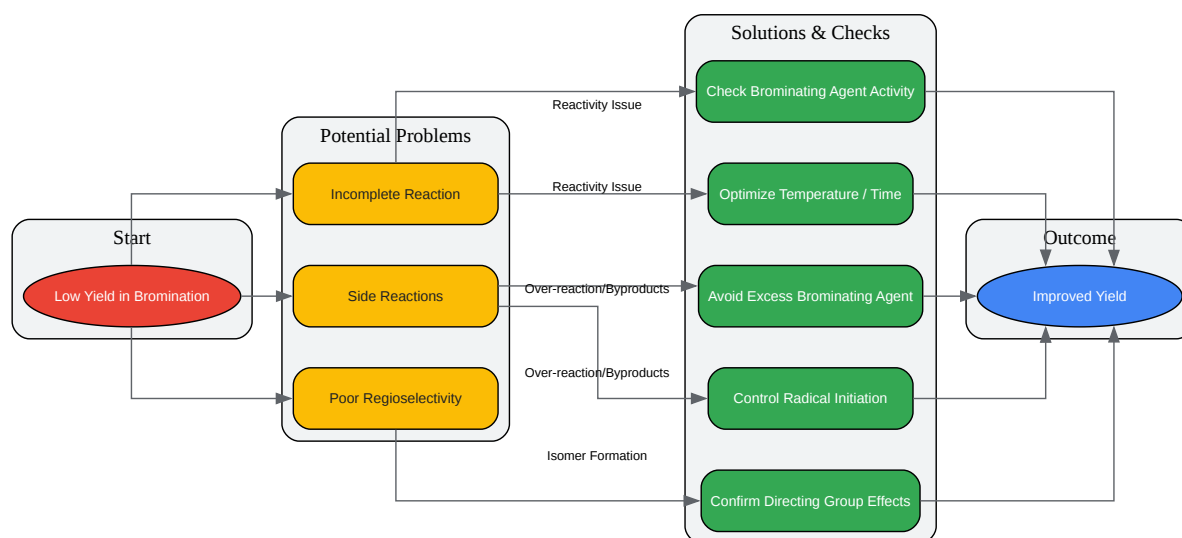 Start
Low Yield in Bromination
Potential Problems
Incomplete Reaction
Side Reactions
Poor Regioselectivity
Reactivity Issue
Reactivity Issue
Over-reaction/Byproducts
Over-reaction/Byproducts
Isomer Formation
Solutions & Checks
Check Brominating Agent Activity
Optimize Temperature / Time
Avoid Excess Brominating Agent
Control Radical Initiation
Confirm Directing Group Effects
Outcome
Improved Yield